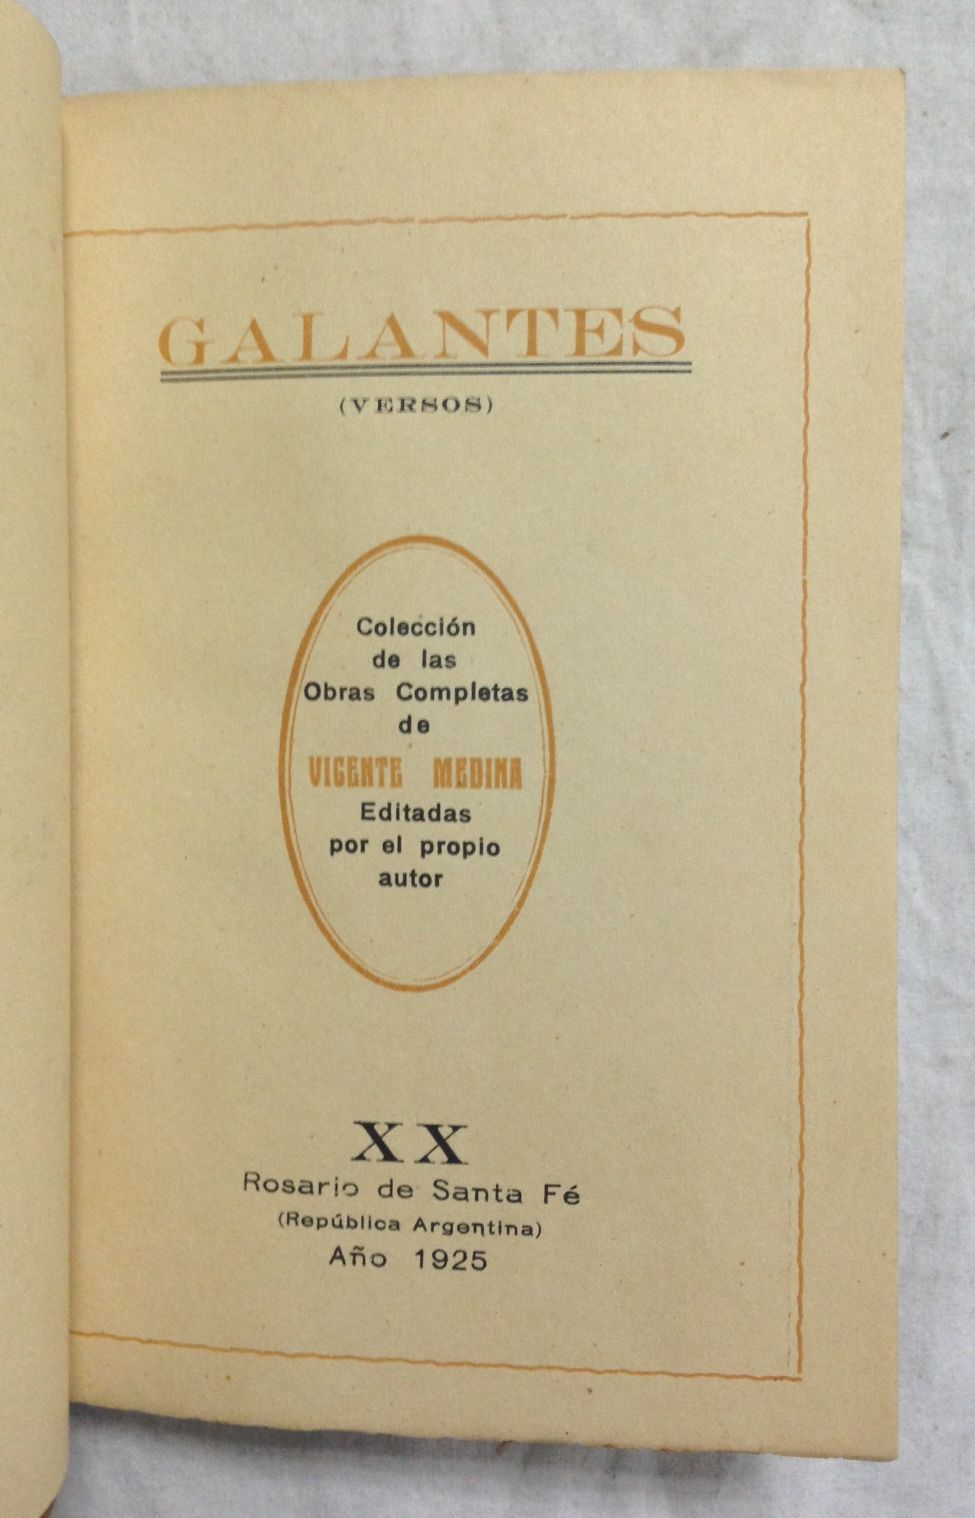 GALANTES
(VERSOS)
Colección
de las
Obras Completas
de
VICENTE MEDINA
Editadas
por el propio
autor
XX
Rosario de Santa Fé
(República Argentina)
Año 1925